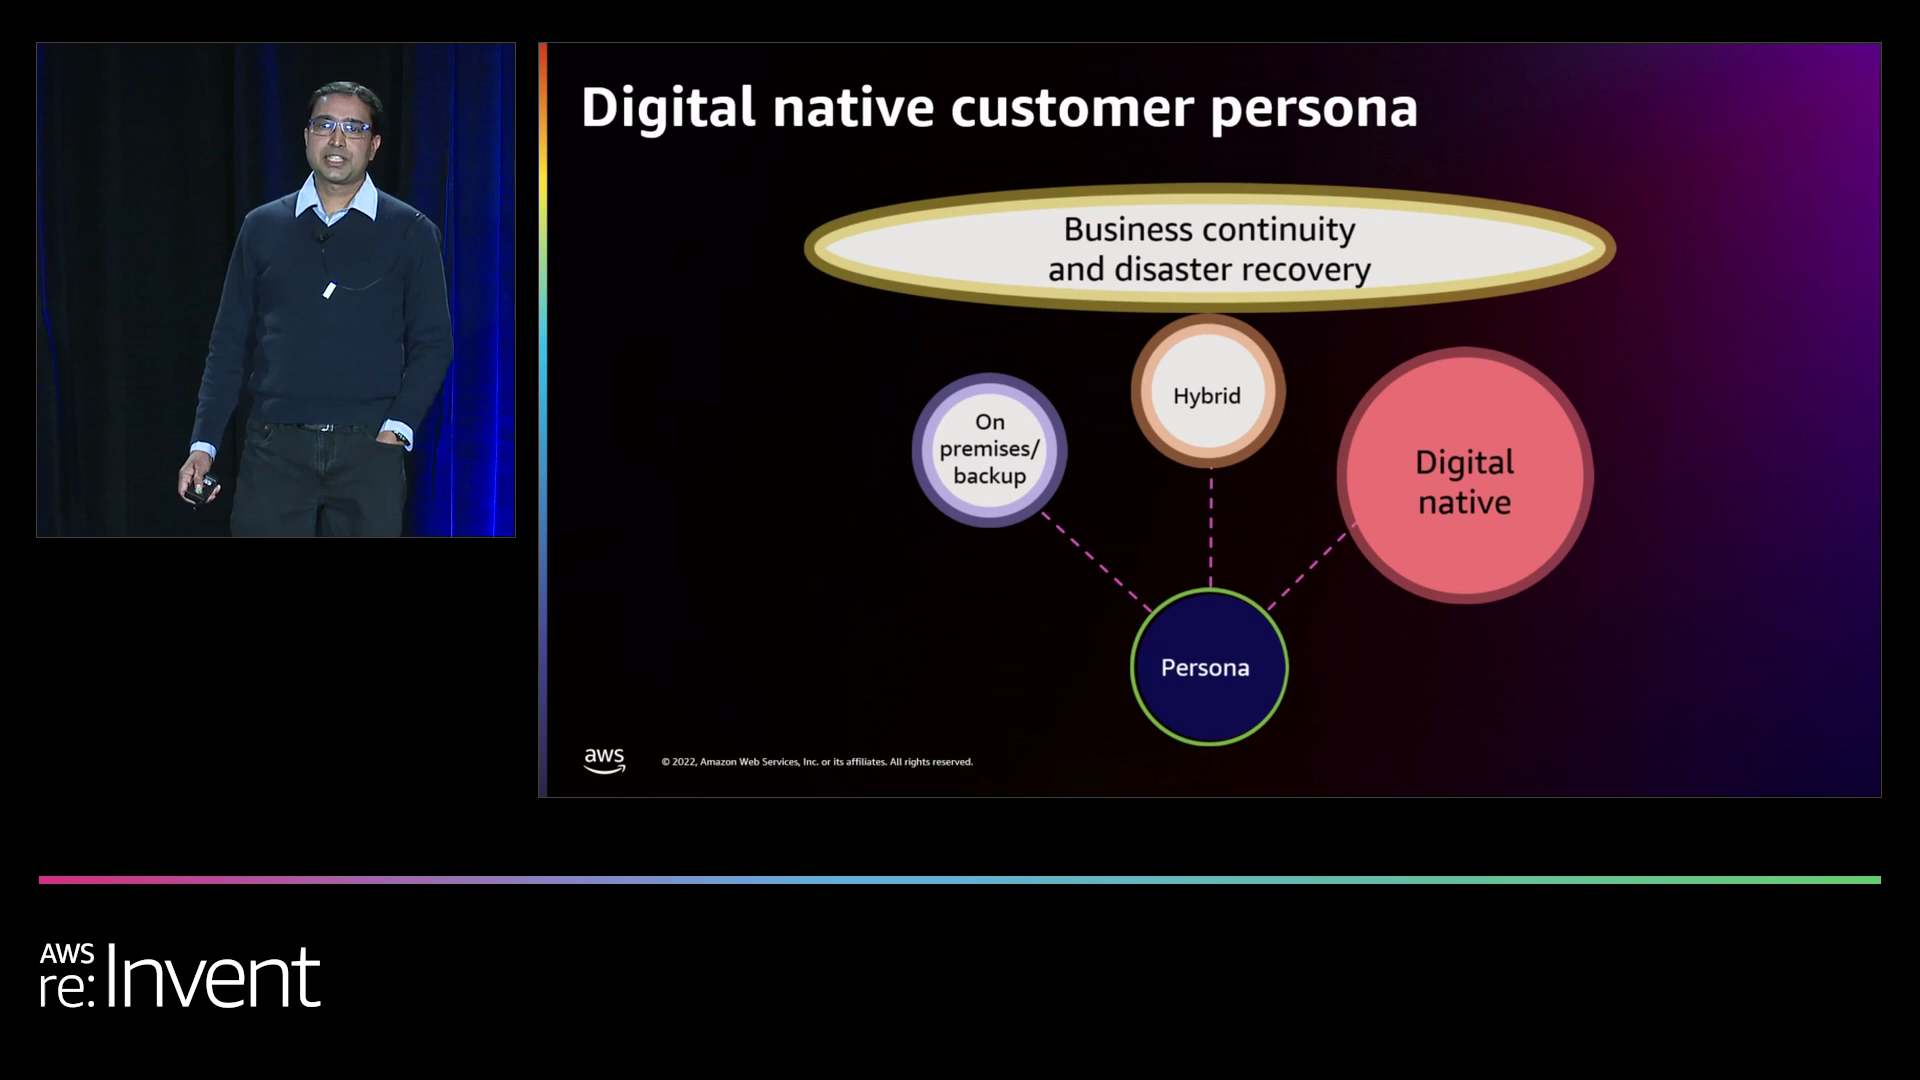 Digital native customer persona
Business continuity
and disaster recovery
Hybrid
On
premises/
backup
Digital
native
Persona
aws
© 2022, Amazon Web Services, Inc. or its affiliates. All rights reserved.
AWS
re:Invent